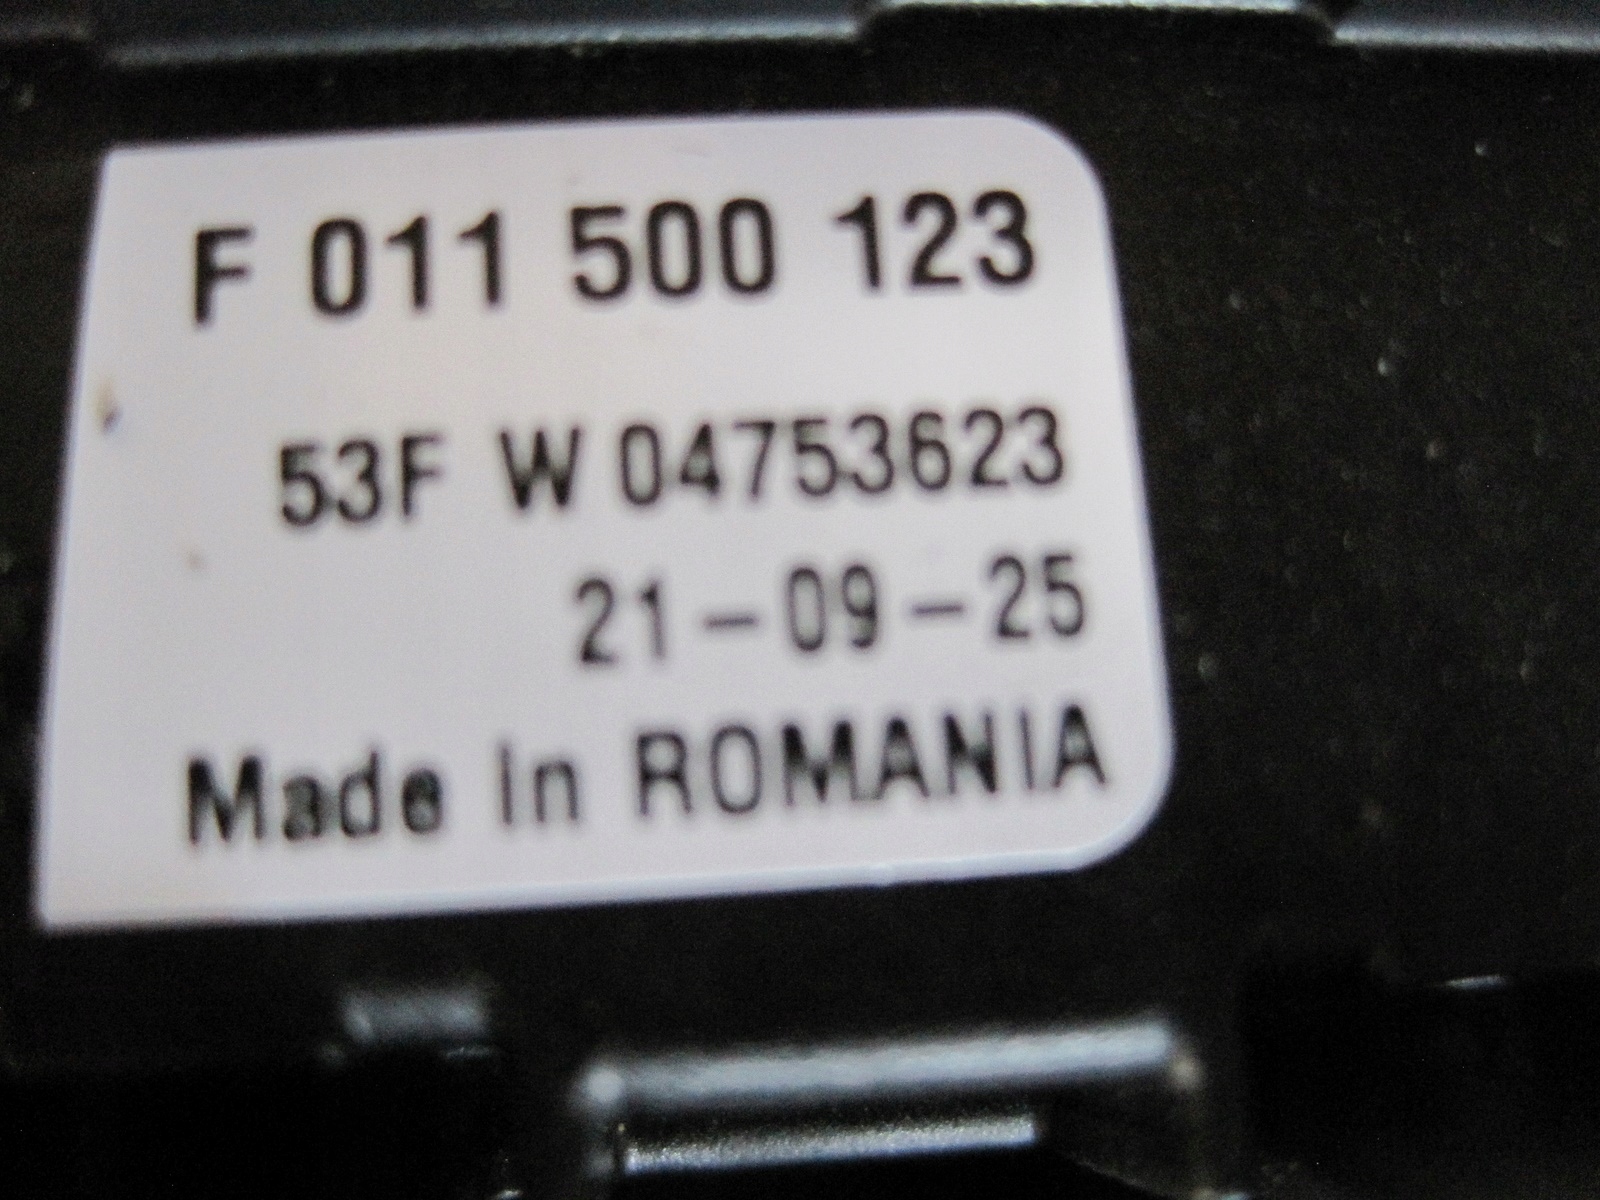 F 011 500 123
53F W 04753623
21-09-25
Made in ROMANIA